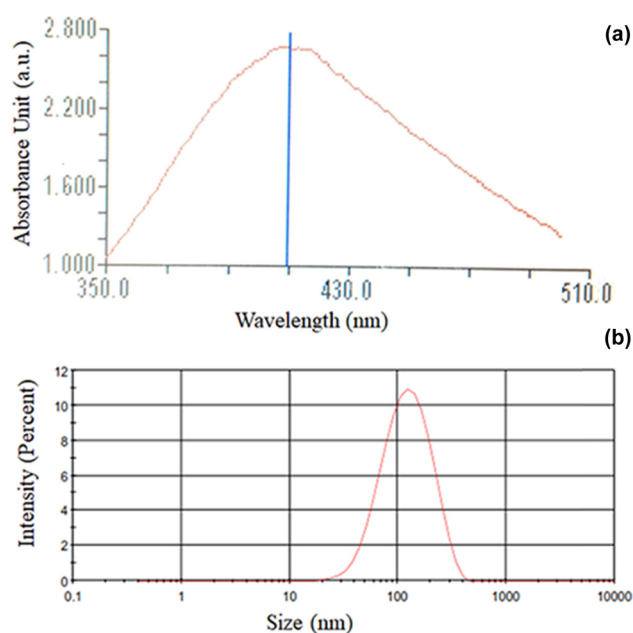 (a)
Absorbance Unit (a.u.)
2.800
2.200
1.600
1.000
350.0 430.0 510.0
Wavelength (nm)
(b)
Intensity (Percent)
12
10
8
6
4
2
0
0.1 1 10 100 1000 10000
Size (nm)